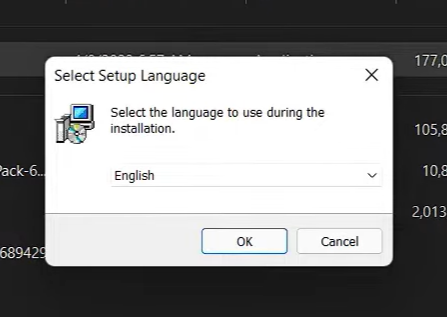 177,0
Select Setup Language
Select the language to use during the
installation.
105,8
Pack-6...
English
10,8
2,013
OK
Cancel
689429